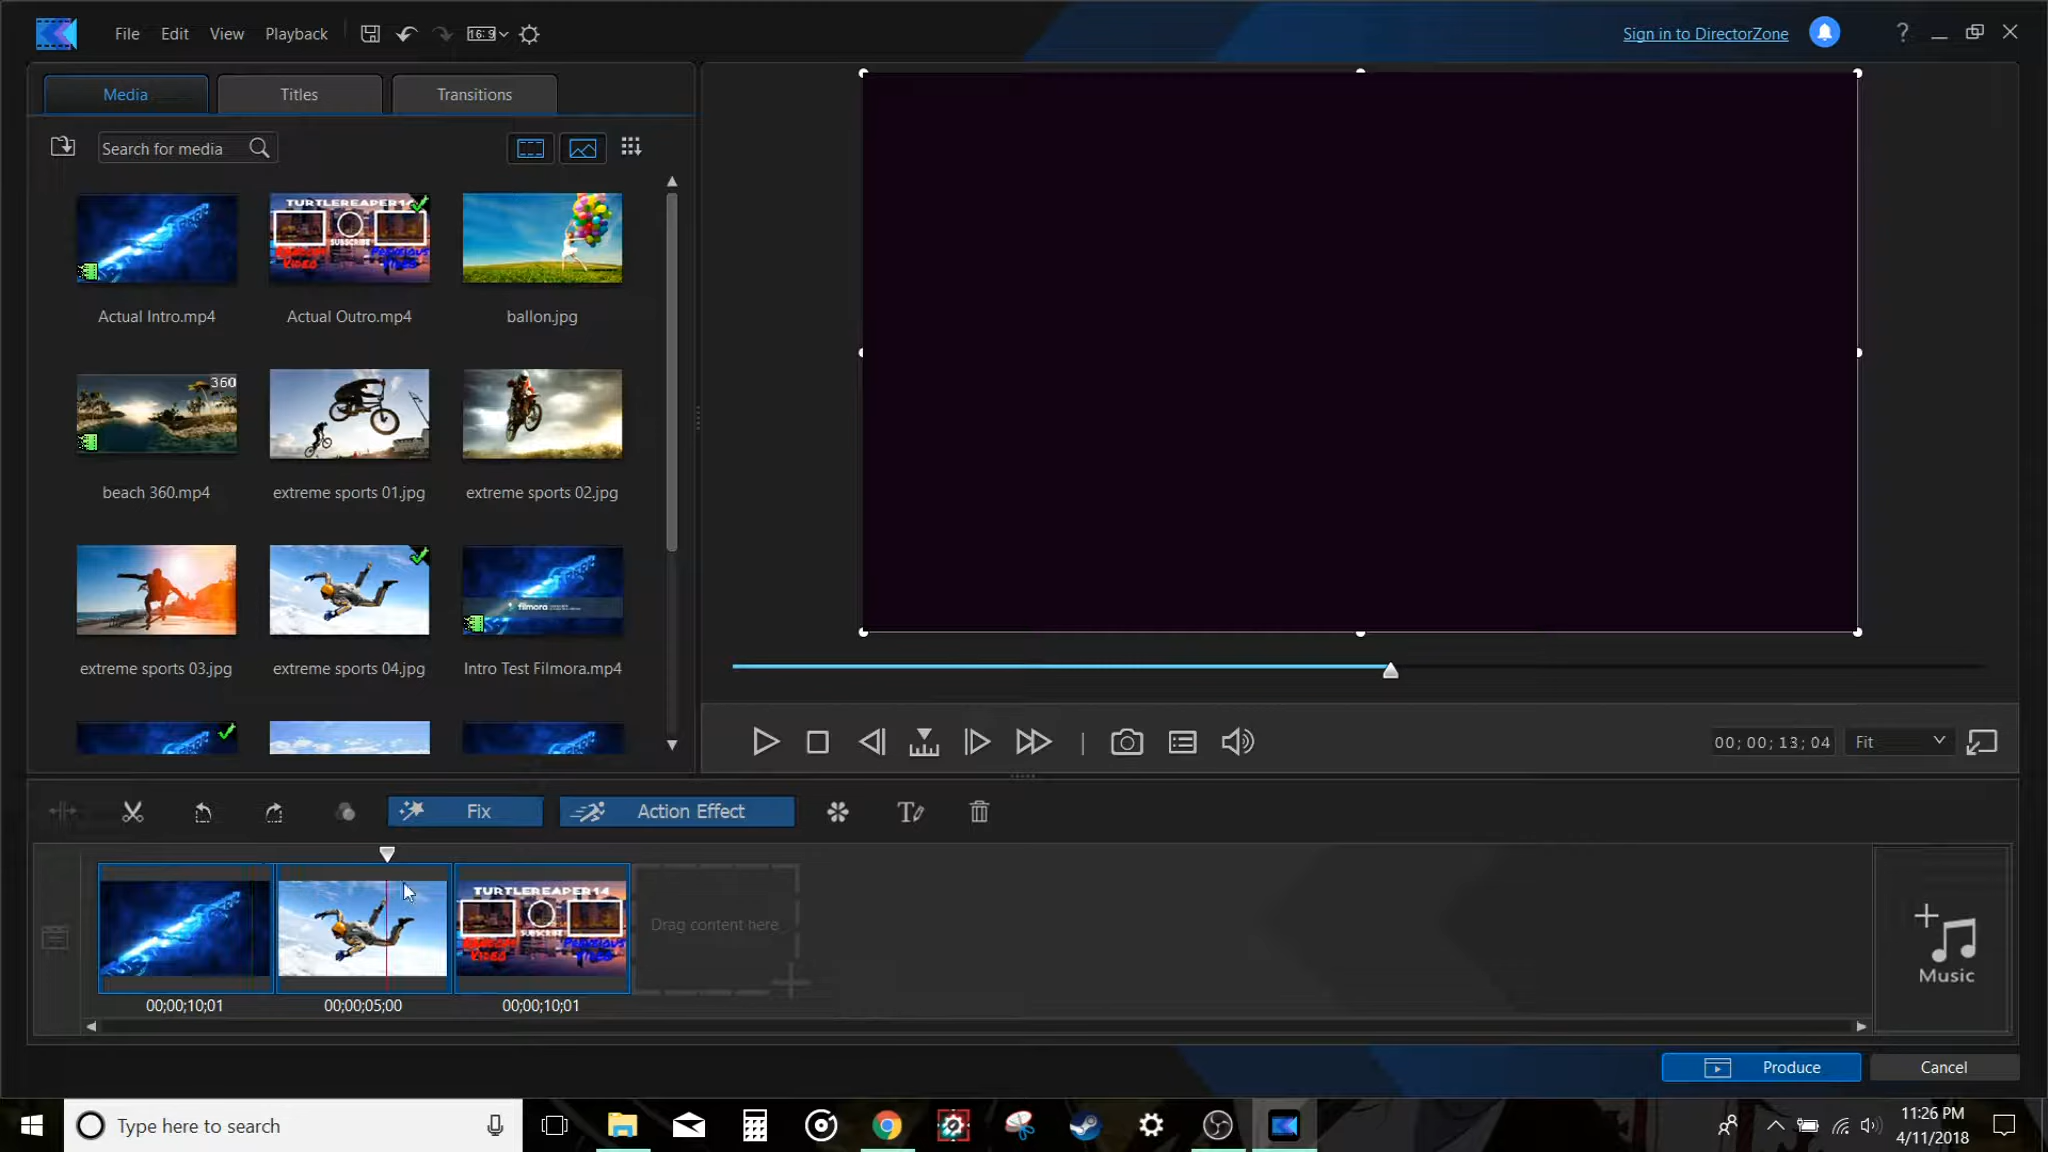 File Edit View Playback
16:9
Sign in to DirectorZone
?
Media Titles Transitions
Search for media
TURTLEREAPER14
SUBSCRIBE
VIDEO
Actual Intro.mp4 Actual Outro.mp4 ballon.jpg
360
beach 360.mp4 extreme sports 01.jpg extreme sports 02.jpg
filmora
extreme sports 03.jpg extreme sports 04.jpg Intro Test Filmora.mp4
00; 00; 13; 04 Fit
Fix Action Effect
TURTLEREAPER14
SUBSCRIBE
VIDEO
Drag content here
Music
00;00;10;01 00;00;05;00 00;00;10;01
Produce Cancel
Type here to search
11:26 PM
4/11/2018